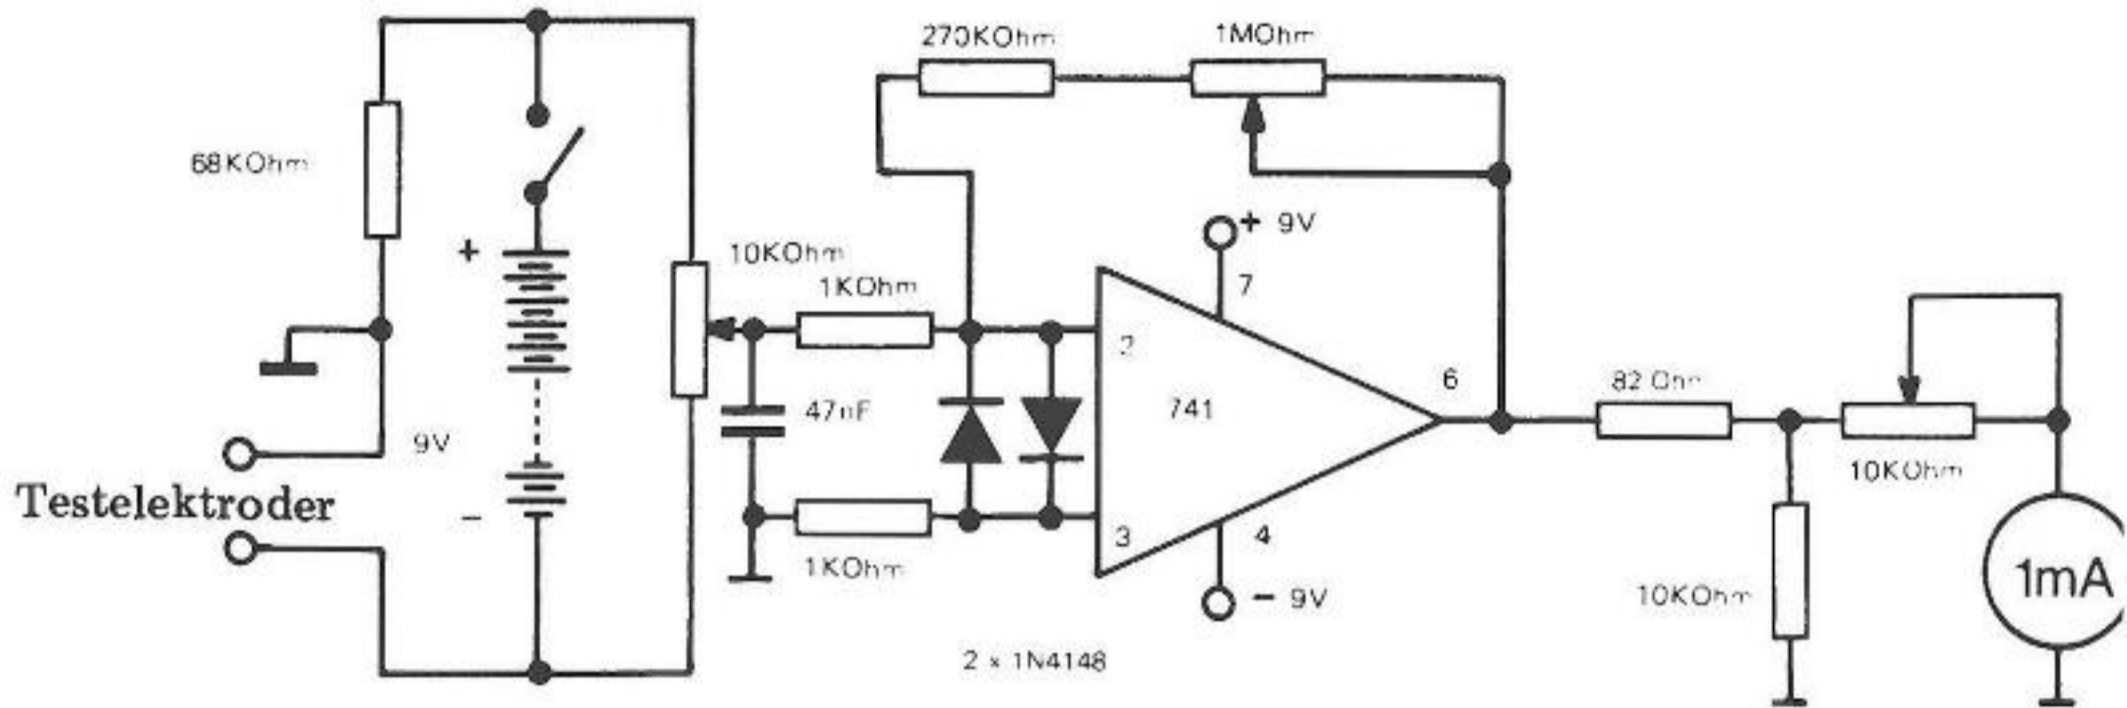 270KOhm
1MOhm
68KOhm
+
+ 9V
10KOhm
1KOhm
7
2
6
82 Ohm
741
47nF
9V
10KOhm
Testelektroder
–
3
4
1KOhm
1mA
10KOhm
– 9V
2 x 1N4148